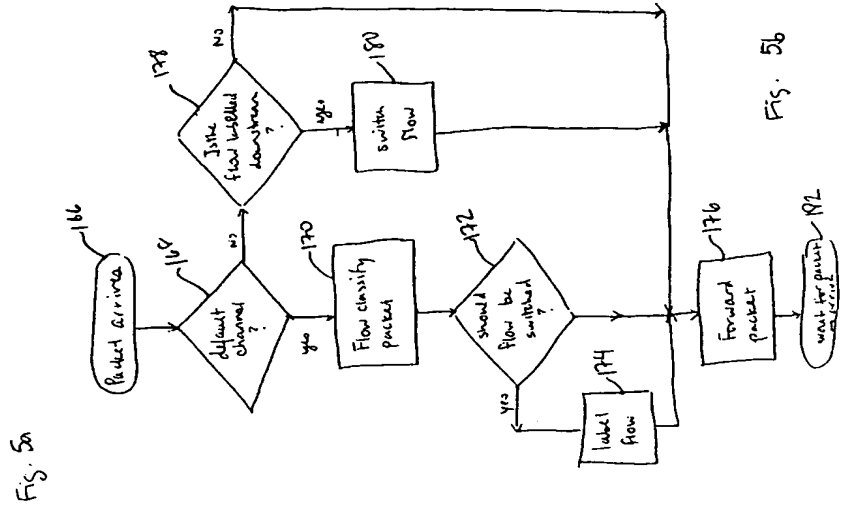 Fig. 5a
Packet arrives
166
default
channel
?
168
NO
yes
Is the
flow labelled
downstream
?
178
NO
yes
switch
flow
180
Flow classify
packet
170
should
flow be
switched
?
172
yes
label
flow
174
Forward
packet
176
wait for packet
182
Fig. 5b